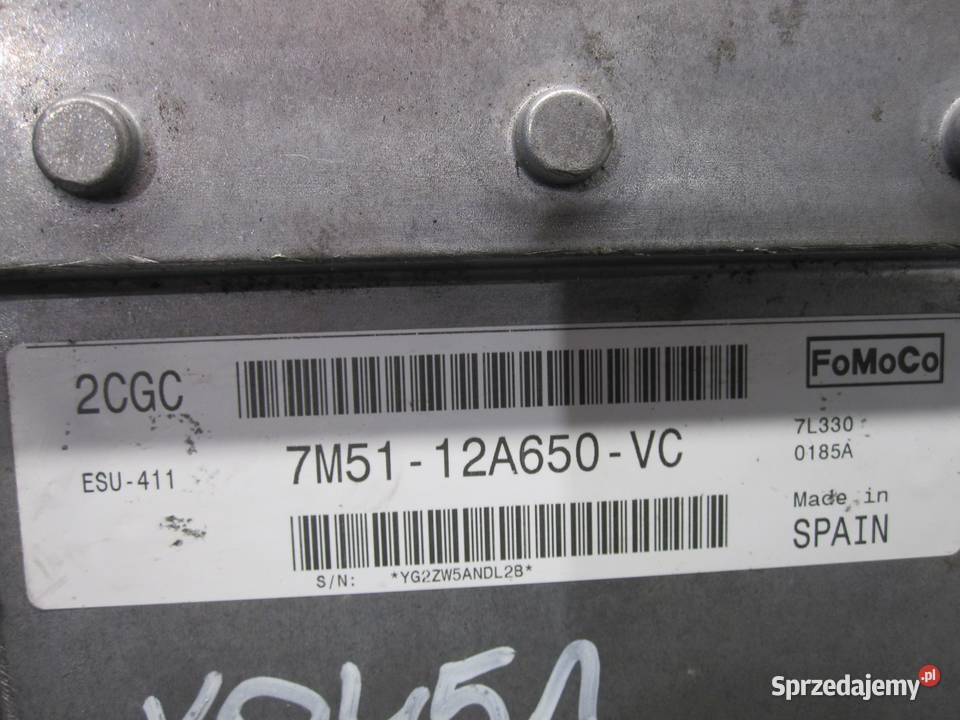 2CGC
FoMoCo
7L330
0185A
ESU-411
7M51-12A650-VC
Made in
SPAIN
S/N: *YG2ZW5ANDL2B*
Sprzedajemy.pl